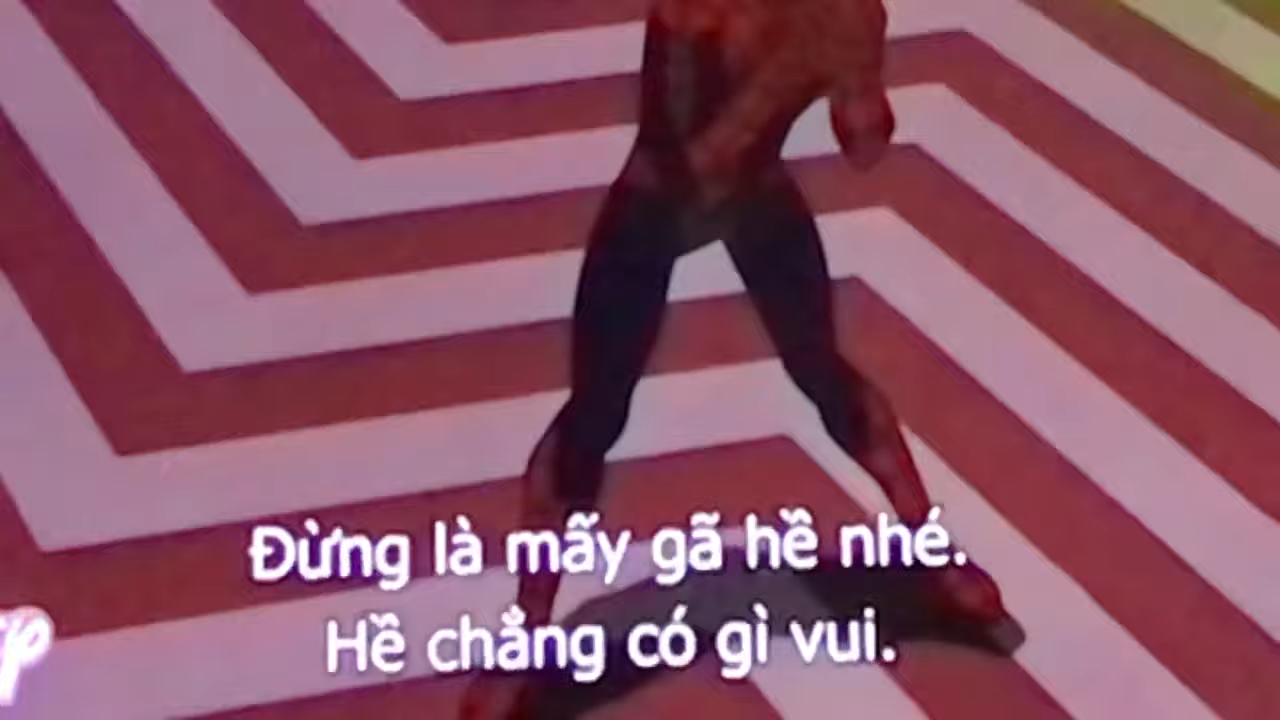 Đừng là mấy gã hề nhé.
Hề chẳng có gì vui.